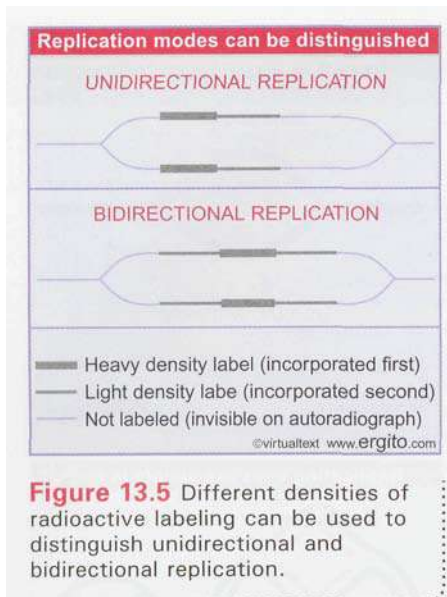 Replication modes can be distinguished
UNIDIRECTIONAL REPLICATION
BIDIRECTIONAL REPLICATION
Heavy density label (incorporated first)
Light density labe (incorporated second)
Not labeled (invisible on autoradiograph)
©virtualtext www.ergito.com
Figure 13.5 Different densities of
radioactive labeling can be used to
distinguish unidirectional and
bidirectional replication.